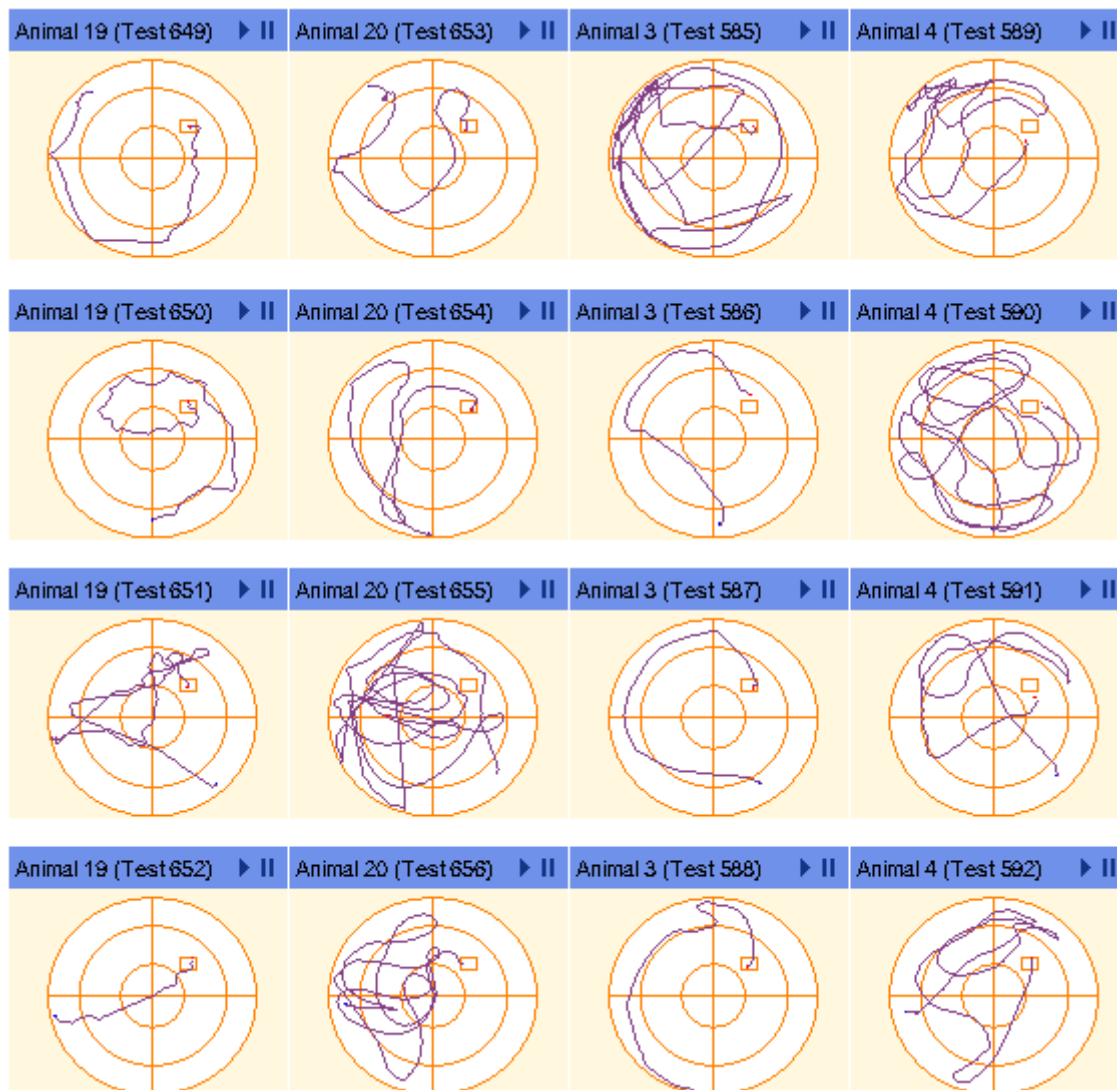 Animal 19 (Test 649) Animal 20 (Test 653) Animal 3 (Test 585) Animal 4 (Test 589)
Animal 19 (Test 650) Animal 20 (Test 654) Animal 3 (Test 586) Animal 4 (Test 590)
Animal 19 (Test 651) Animal 20 (Test 655) Animal 3 (Test 587) Animal 4 (Test 591)
Animal 19 (Test 652) Animal 20 (Test 656) Animal 3 (Test 588) Animal 4 (Test 592)